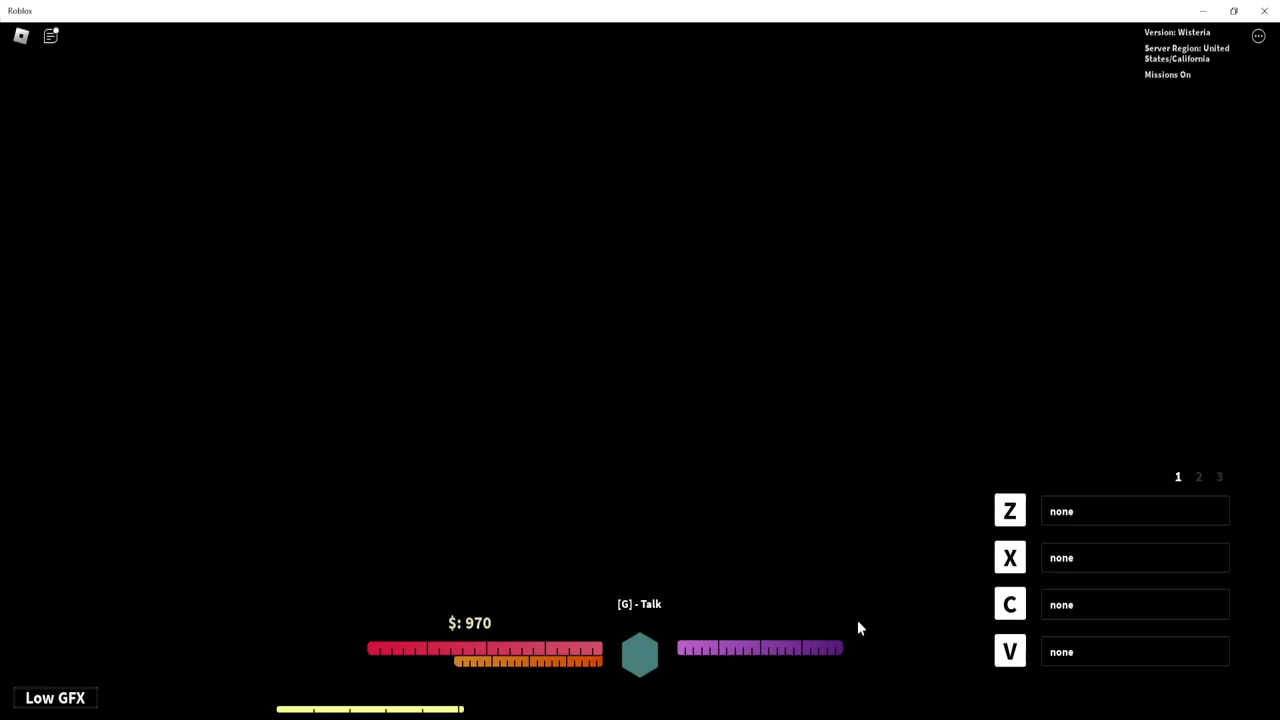 Roblox
Version: Wisteria
Server Region: United
States/California
Missions On
1 2 3
Z none
X none
C none
V none
[G] - Talk
$: 970
Low GFX